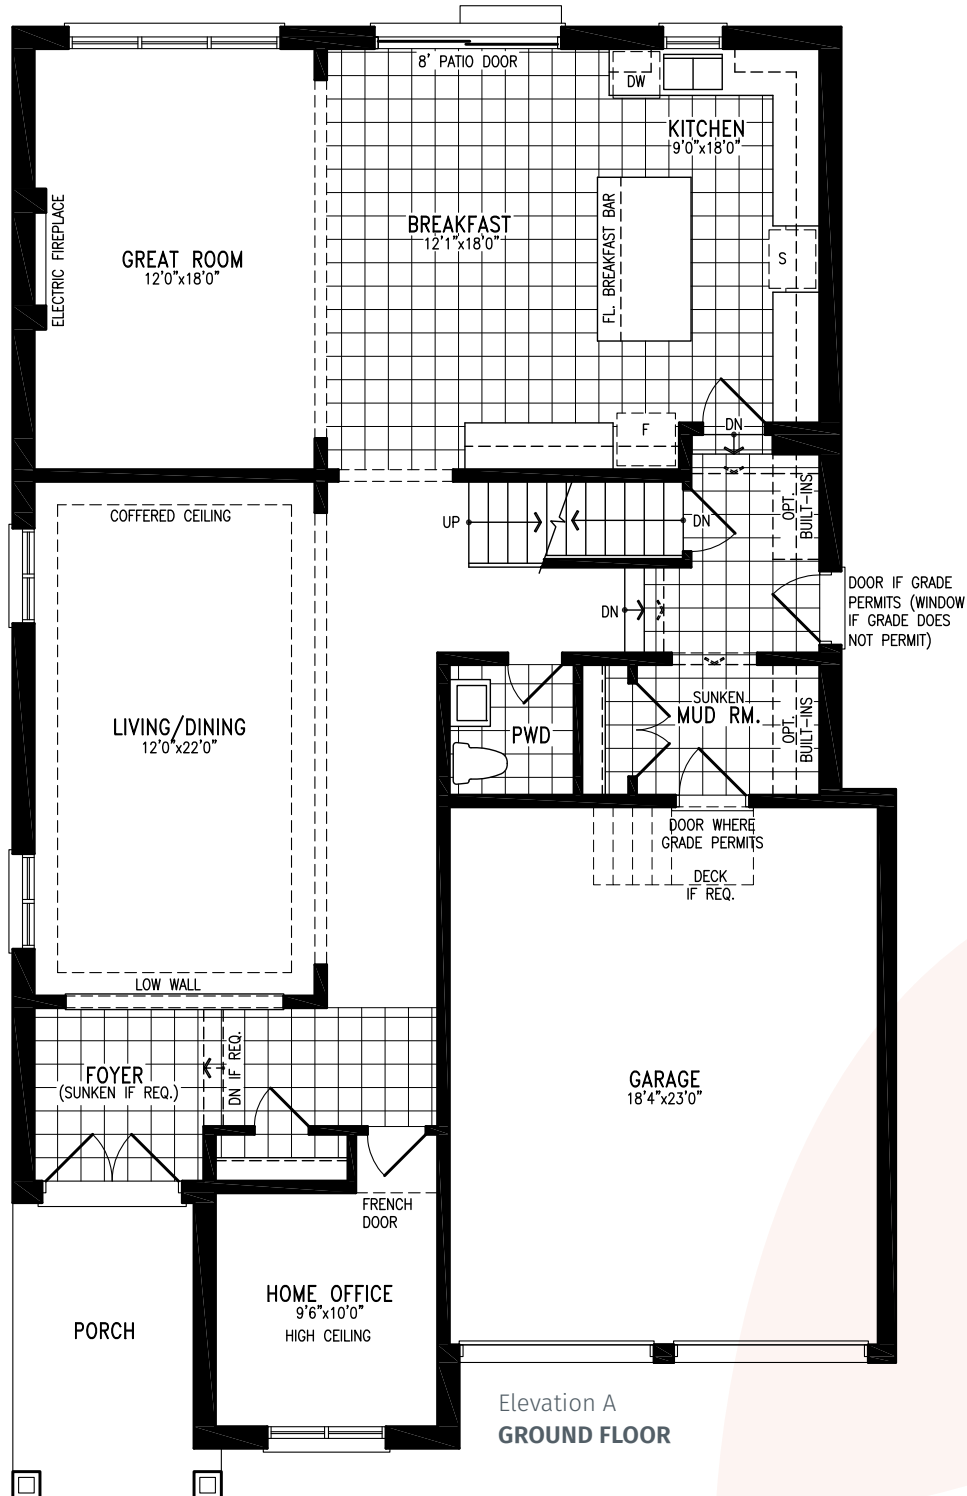 8' PATIO DOOR
DW
KITCHEN
9'0"x18'0"
ELECTRIC FIREPLACE
GREAT ROOM
12'0"x18'0"
BREAKFAST
12'1"x18'0"
FL. BREAKFAST BAR
S
F
DN
COFFERED CEILING
UP
DN
OPT.
BUILT-INS
DN
DOOR IF GRADE
PERMITS (WINDOW
IF GRADE DOES
NOT PERMIT)
LIVING/DINING
12'0"x22'0"
PWD
SUNKEN
MUD RM.
OPT.
BUILT-INS
DOOR WHERE
GRADE PERMITS
DECK
IF REQ.
LOW WALL
FOYER
(SUNKEN IF REQ.)
DN IF REQ.
GARAGE
18'4"x23'0"
FRENCH
DOOR
HOME OFFICE
9'6"x10'0"
HIGH CEILING
PORCH
Elevation A
GROUND FLOOR